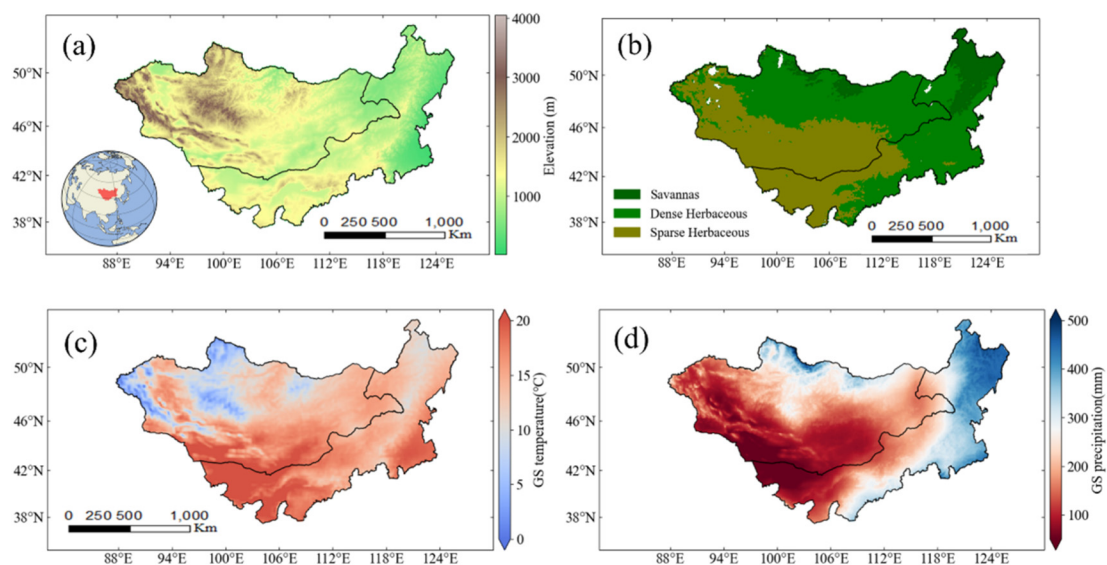 (a)
50°N
46°N
42°N
38°N
88°E 94°E 100°E 106°E 112°E 118°E 124°E
0 250 500 1,000
Km
4000
3000
2000
1000
Elevation (m)
(b)
50°N
46°N
42°N
38°N
Savannas
Dense Herbaceous
Sparse Herbaceous
0 250 500 1,000
Km
88°E 94°E 100°E 106°E 112°E 118°E 124°E
(c)
50°N
46°N
42°N
38°N
0 250 500 1,000
Km
88°E 94°E 100°E 106°E 112°E 118°E 124°E
20
15
10
5
0
GS temperature(°C)
(d)
50°N
46°N
42°N
38°N
88°E 94°E 100°E 106°E 112°E 118°E 124°E
500
400
300
200
100
GS precipitation(mm)